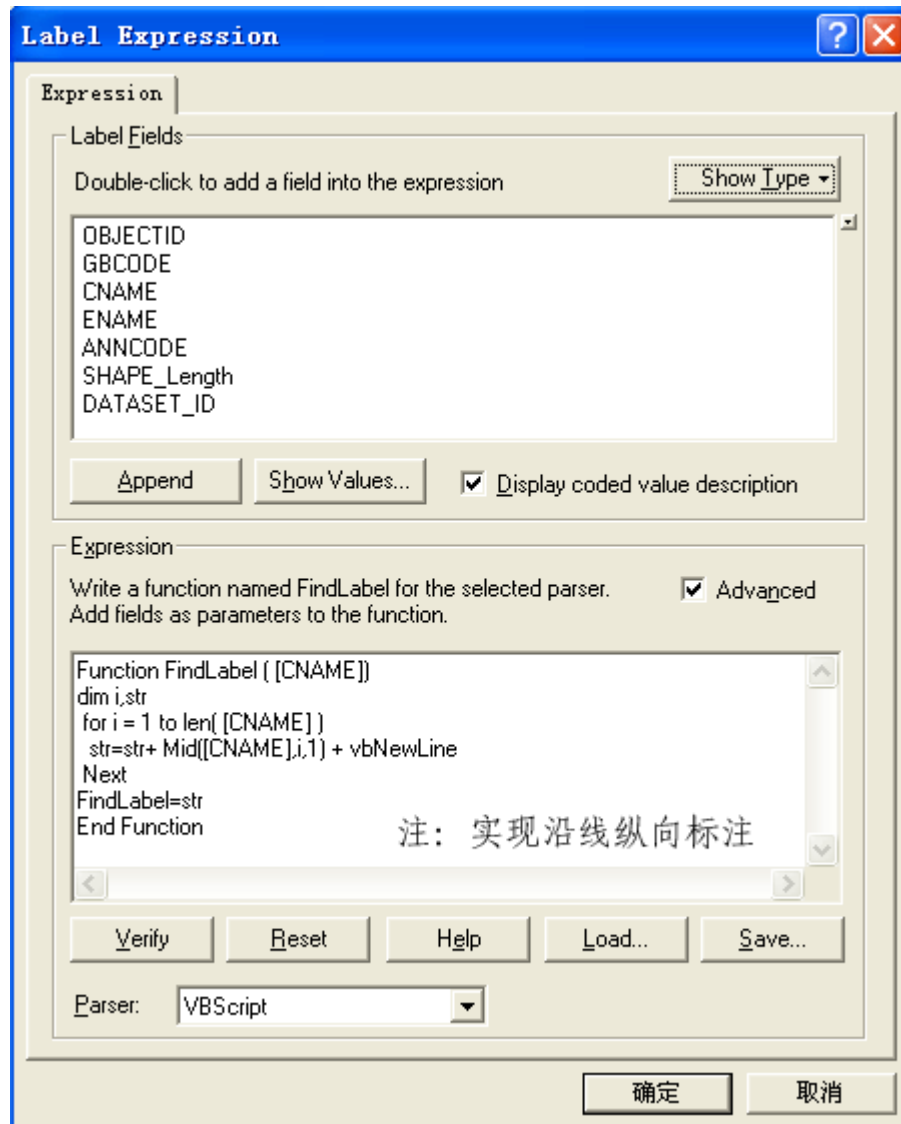 Label Expression
Expression
Label Fields
Double-click to add a field into the expression
Show Type
OBJECTID
GBCODE
CNAME
ENAME
ANNCODE
SHAPE_Length
DATASET_ID
Append
Show Values...
Display coded value description
Expression
Write a function named FindLabel for the selected parser.
Add fields as parameters to the function.
Advanced
Function FindLabel ( [CNAME])
dim i,str
for i = 1 to len( [CNAME] )
str=str+ Mid([CNAME],i,1) + vbNewLine
Next
FindLabel=str
End Function
注: 实现沿线纵向标注
Verify
Reset
Help
Load...
Save...
Parser:
VBScript
确定
取消